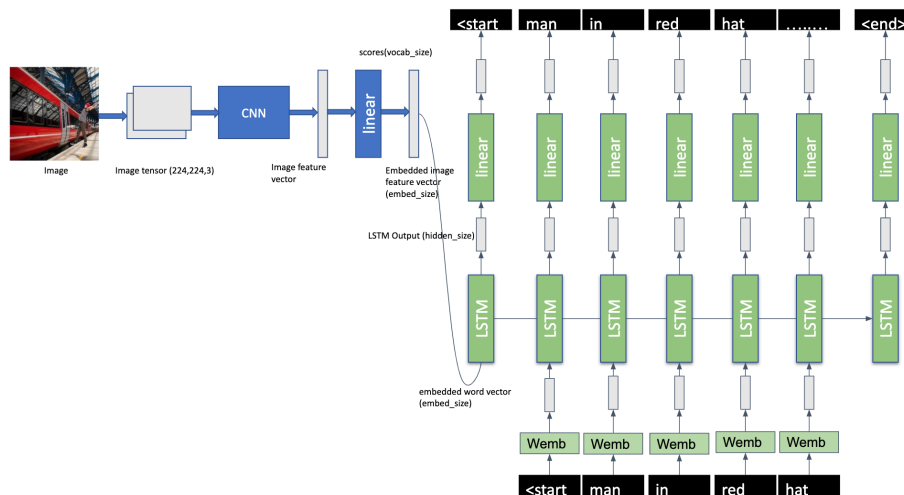 <start
man
in
red
hat
........
<end>
scores(vocab_size)
CNN
linear
linear
linear
linear
linear
linear
linear
linear
Image
Image tensor (224,224,3)
Image feature
vector
Embedded image
feature vector
(embed_size)
LSTM Output (hidden_size)
LSTM
LSTM
LSTM
LSTM
LSTM
LSTM
LSTM
embedded word vector
(embed_size)
Wemb
Wemb
Wemb
Wemb
Wemb
<start
man
in
red
hat